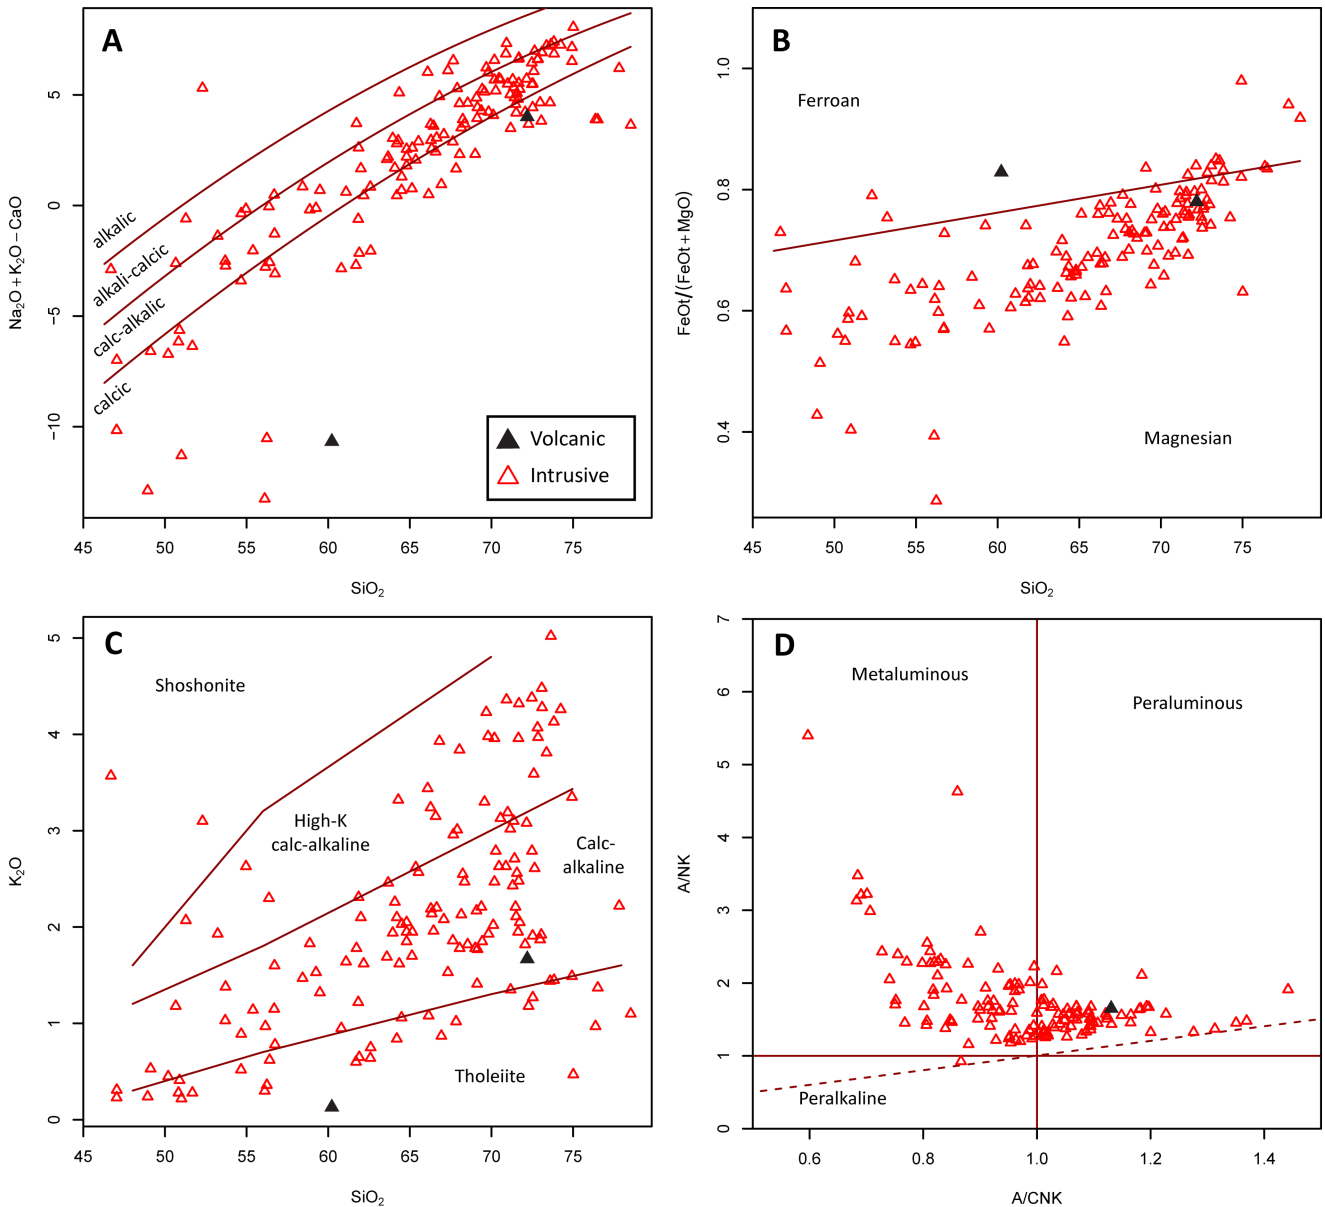 A
5
0
−5
−10
Na₂O + K₂O − CaO
alkalic
alkali-calcic
calc-alkalic
calcic
Volcanic
Intrusive
45 50 55 60 65 70 75
SiO₂
B
1.0
0.8
0.6
0.4
FeOt/(FeOt + MgO)
Ferroan
Magnesian
45 50 55 60 65 70 75
SiO₂
C
5
4
3
2
1
0
K₂O
Shoshonite
High-K
calc-alkaline
Calc-
alkaline
Tholeiite
45 50 55 60 65 70 75
SiO₂
D
7
6
5
4
3
2
1
0
A/NK
Metaluminous
Peraluminous
Peralkaline
0.6 0.8 1.0 1.2 1.4
A/CNK